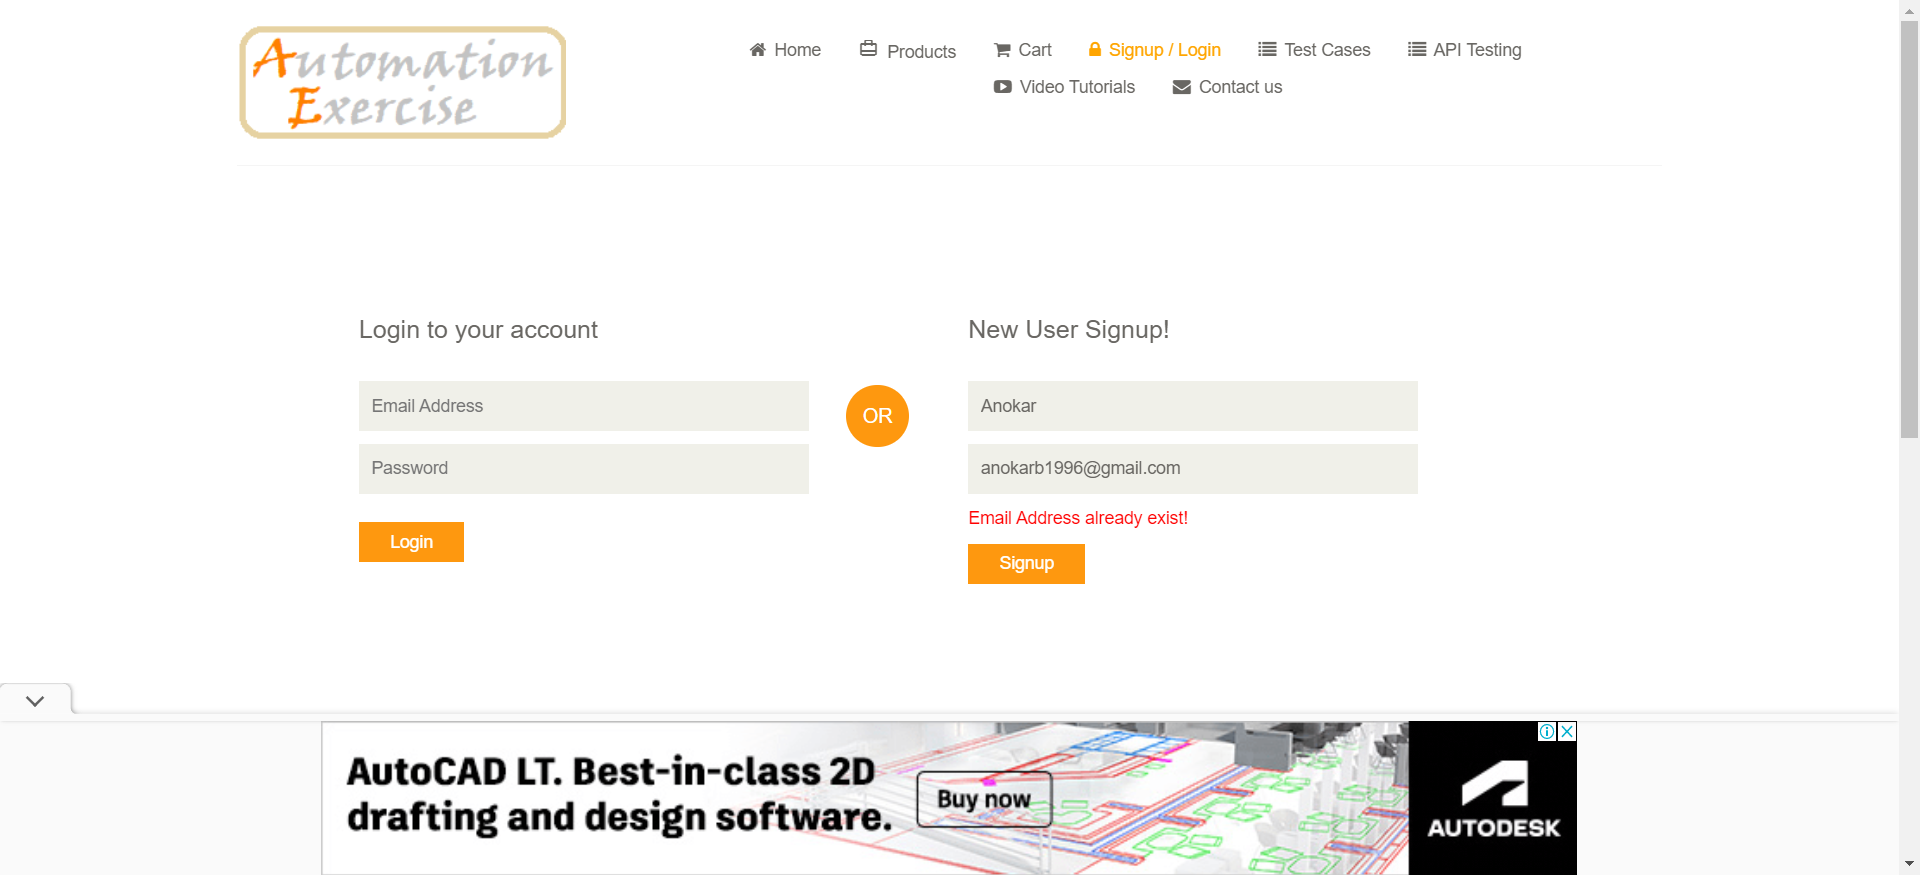 Automation
Exercise
Home
Products
Cart
Signup / Login
Test Cases
API Testing
Video Tutorials
Contact us
Login to your account
Email Address
Password
Login
OR
New User Signup!
Anokar
anokarb1996@gmail.com
Email Address already exist!
Signup
AutoCAD LT. Best-in-class 2D
drafting and design software.
Buy now
AUTODESK